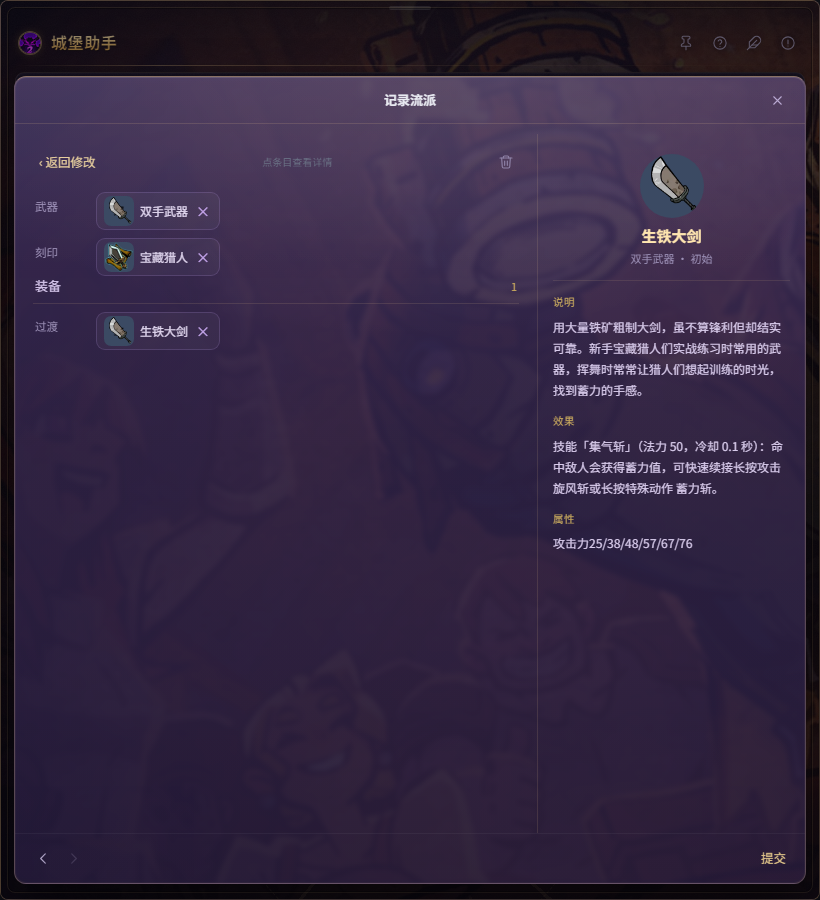 城堡助手
记录流派
‹ 返回修改
点条目查看详情
武器
双手武器
刻印
宝藏猎人
装备
1
过渡
生铁大剑
生铁大剑
双手武器 · 初始
说明
用大量铁矿粗制大剑，虽不算锋利但却结实
可靠。新手宝藏猎人们实战练习时常用的武
器，挥舞时常常让猎人们想起训练的时光，
找到蓄力的手感。
效果
技能「集气斩」（法力 50，冷却 0.1 秒）：命
中敌人会获得蓄力值，可快速续接长按攻击
旋风斩或长按特殊动作 蓄力斩。
属性
攻击力25/38/48/57/67/76
提交